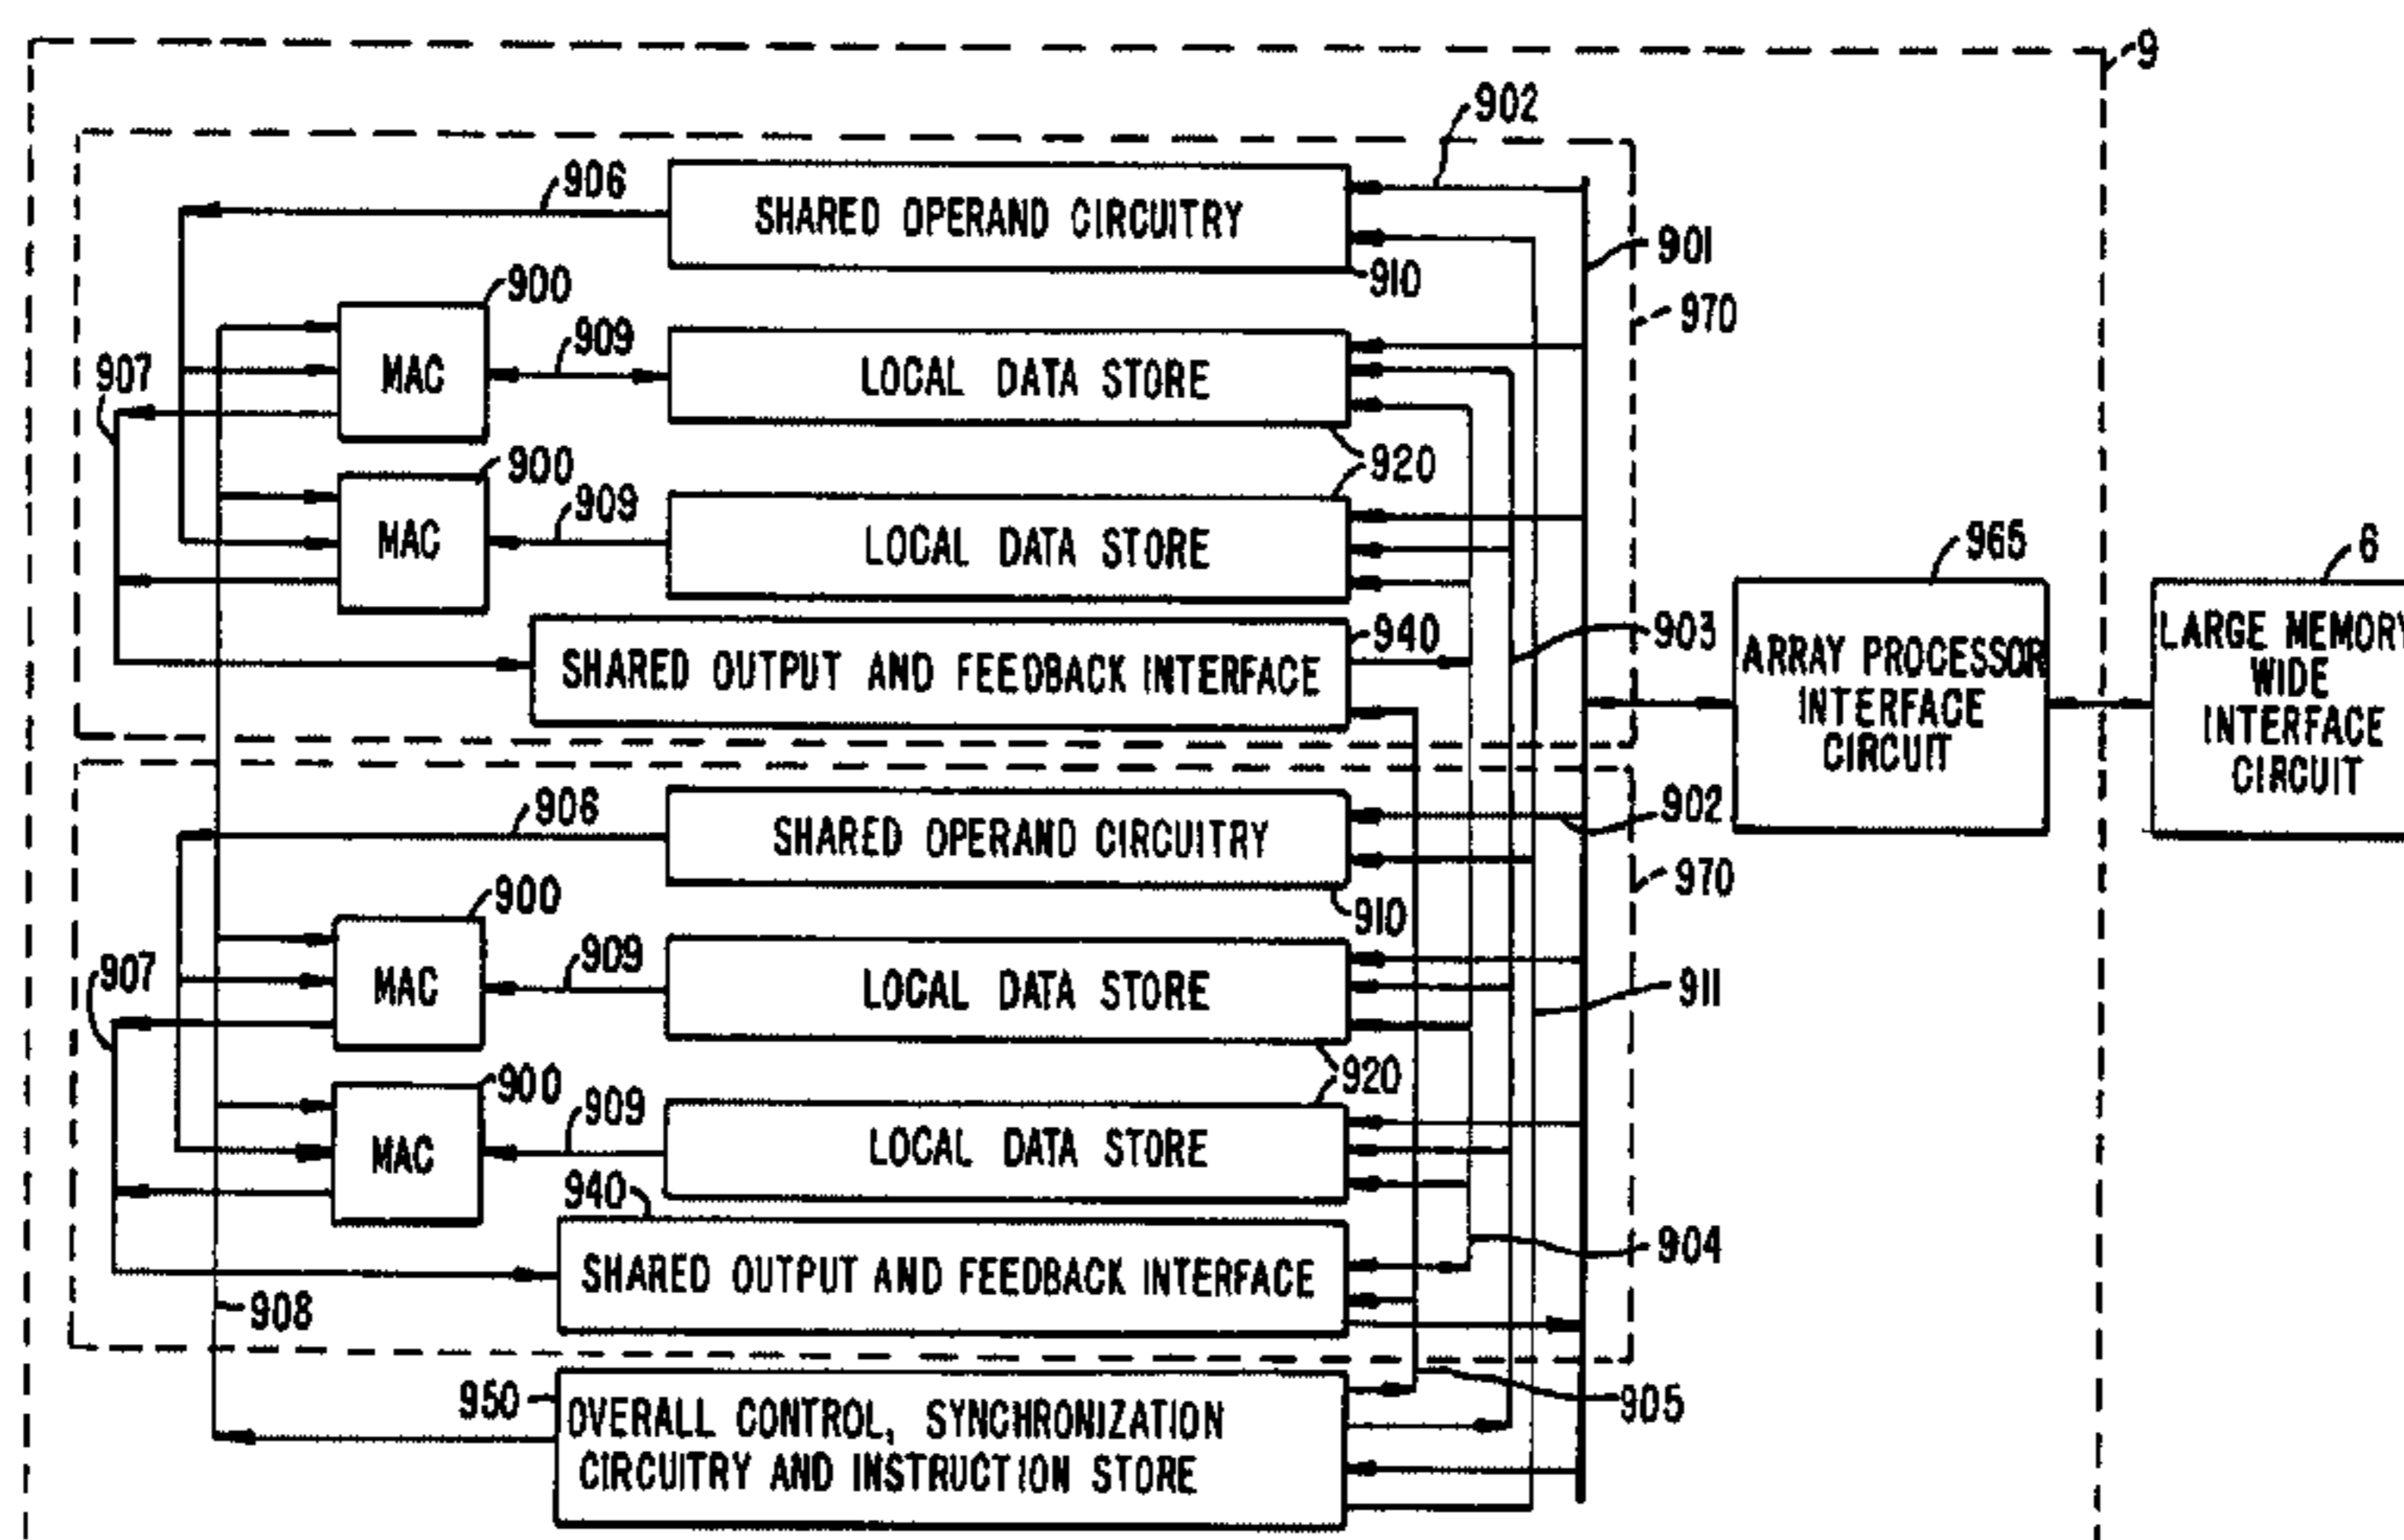 9
902
906
SHARED OPERAND CIRCUITRY
901
910
900
970
909
907
MAC
LOCAL DATA STORE
900
920
909
MAC
LOCAL DATA STORE
965
6
940
903
SHARED OUTPUT AND FEEDBACK INTERFACE
ARRAY PROCESSOR
INTERFACE
CIRCUIT
LARGE MEMORY
WIDE
INTERFACE
CIRCUIT
906
902
SHARED OPERAND CIRCUITRY
970
900
910
907
909
MAC
LOCAL DATA STORE
911
900
920
909
MAC
LOCAL DATA STORE
940
904
SHARED OUTPUT AND FEEDBACK INTERFACE
908
950
905
OVERALL CONTROL, SYNCHRONIZATION
CIRCUITRY AND INSTRUCTION STORE